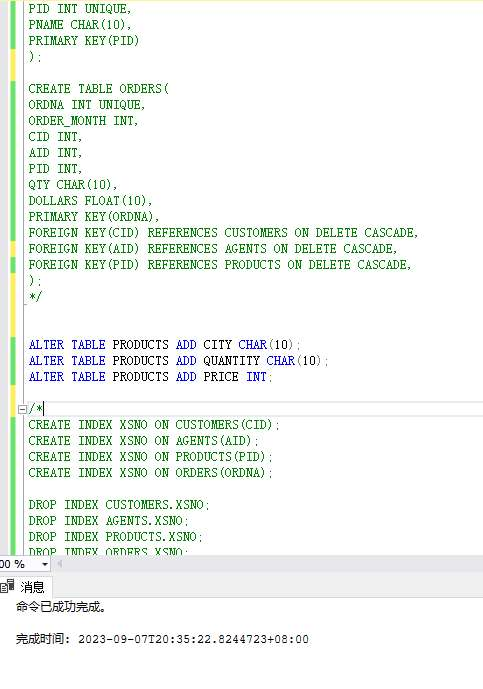 PID INT UNIQUE,
PNAME CHAR(10),
PRIMARY KEY(PID)
);
CREATE TABLE ORDERS(
ORDNA INT UNIQUE,
ORDER_MONTH INT,
CID INT,
AID INT,
PID INT,
QTY CHAR(10),
DOLLARS FLOAT(10),
PRIMARY KEY(ORDNA),
FOREIGN KEY(CID) REFERENCES CUSTOMERS ON DELETE CASCADE,
FOREIGN KEY(AID) REFERENCES AGENTS ON DELETE CASCADE,
FOREIGN KEY(PID) REFERENCES PRODUCTS ON DELETE CASCADE,
);
*/
ALTER TABLE PRODUCTS ADD CITY CHAR(10);
ALTER TABLE PRODUCTS ADD QUANTITY CHAR(10);
ALTER TABLE PRODUCTS ADD PRICE INT;
/*
CREATE INDEX XSNO ON CUSTOMERS(CID);
CREATE INDEX XSNO ON AGENTS(AID);
CREATE INDEX XSNO ON PRODUCTS(PID);
CREATE INDEX XSNO ON ORDERS(ORDNA);
DROP INDEX CUSTOMERS.XSNO;
DROP INDEX AGENTS.XSNO;
DROP INDEX PRODUCTS.XSNO;
DROP INDEX ORDERS.XSNO;
00 %
消息
命令已成功完成。
完成时间: 2023-09-07T20:35:22.8244723+08:00